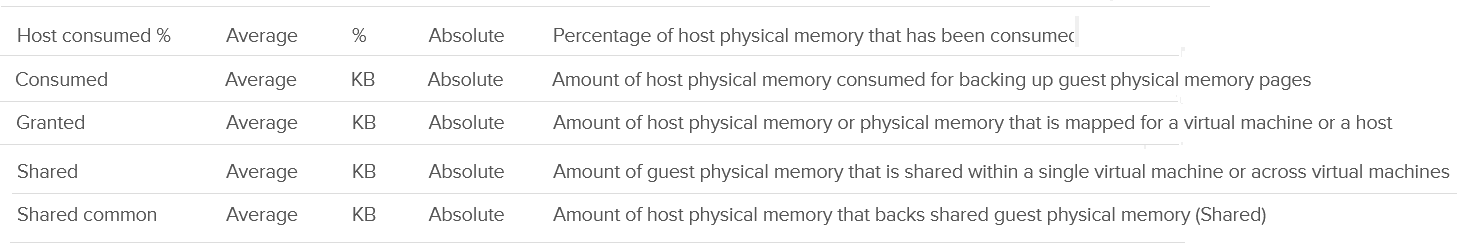 Host consumed % Average % Absolute Percentage of host physical memory that has been consumed
Consumed Average KB Absolute Amount of host physical memory consumed for backing up guest physical memory pages
Granted Average KB Absolute Amount of host physical memory or physical memory that is mapped for a virtual machine or a host
Shared Average KB Absolute Amount of guest physical memory that is shared within a single virtual machine or across virtual machines
Shared common Average KB Absolute Amount of host physical memory that backs shared guest physical memory (Shared)